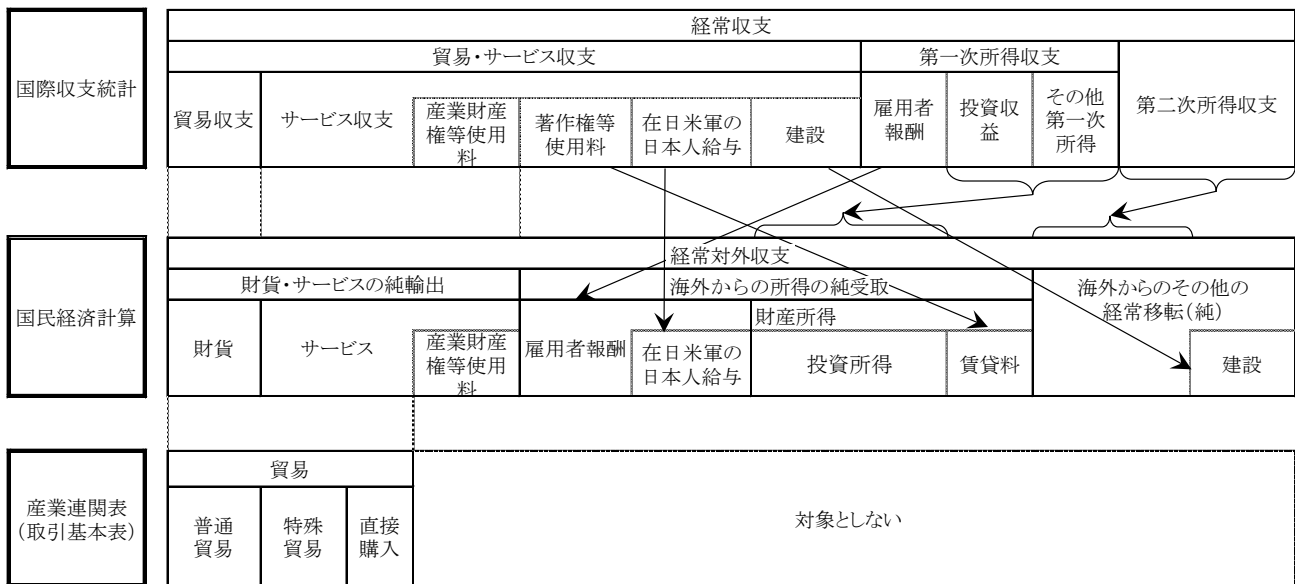 国際収支統計
経常収支
貿易・サービス収支
第一次所得収支
貿易収支
サービス収支
産業財産
権等使用
料
著作権等
使用料
在日米軍の
日本人給与
建設
雇用者
報酬
投資収
益
その他
第一次
所得
第二次所得収支
国民経済計算
経常対外収支
財貨・サービスの純輸出
海外からの所得の純受取
海外からのその他の
経常移転(純)
財貨
サービス
産業財産
権等使用
料
雇用者報酬
在日米軍の
日本人給与
財産所得
投資所得
賃貸料
建設
産業連関表
(取引基本表)
貿易
普通
貿易
特殊
貿易
直接
購入
対象としない